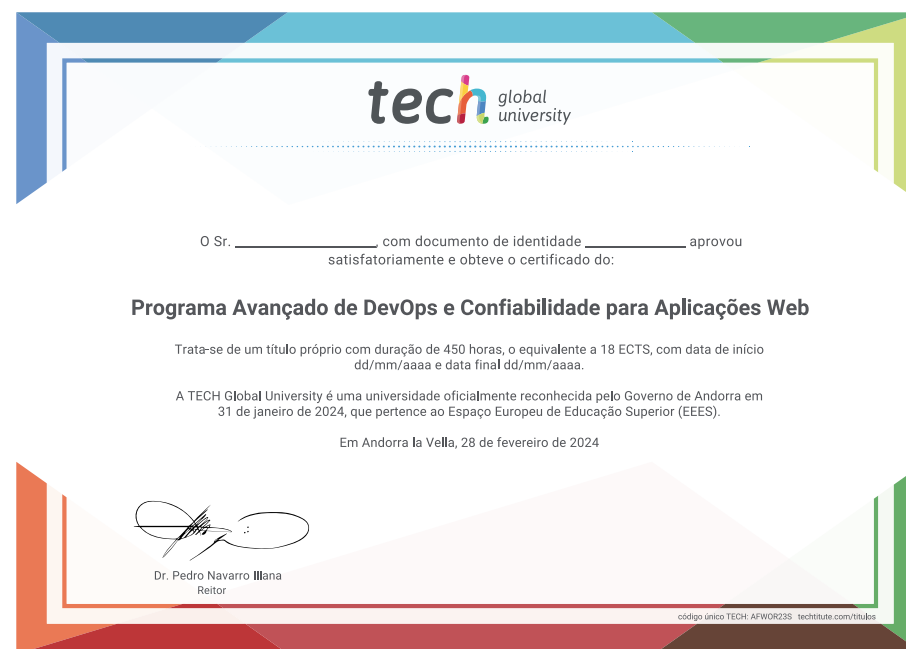 tech global university
O Sr. ____________, com documento de identidade ____________ aprovou
satisfatoriamente e obteve o certificado do:
Programa Avançado de DevOps e Confiabilidade para Aplicações Web
Trata-se de um título próprio com duração de 450 horas, o equivalente a 18 ECTS, com data de início
dd/mm/aaaa e data final dd/mm/aaaa.
A TECH Global University é uma universidade oficialmente reconhecida pelo Governo de Andorra em
31 de janeiro de 2024, que pertence ao Espaço Europeu de Educação Superior (EEES).
Em Andorra la Vella, 28 de fevereiro de 2024
Dr. Pedro Navarro Illana
Reitor
código único TECH: AFWOR23S techtitute.com/titulos